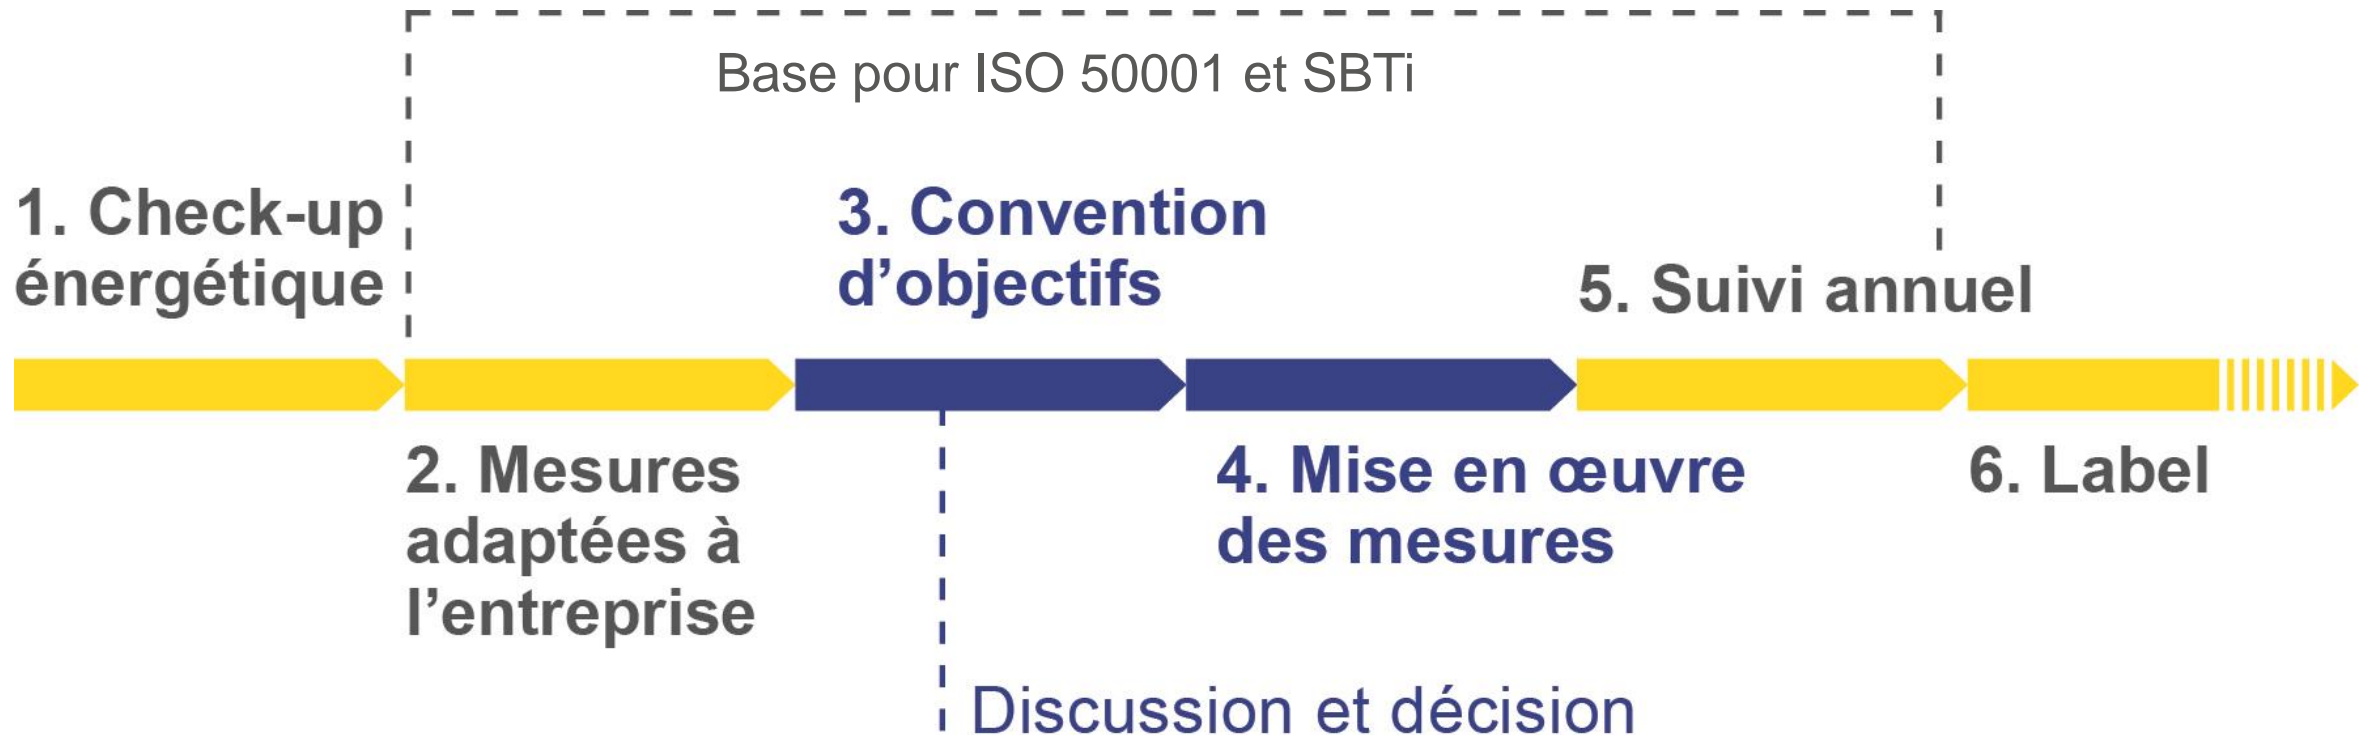 Base pour ISO 50001 et SBTi
1. Check-up
énergétique
2. Mesures
adaptées à
l’entreprise
3. Convention
d’objectifs
Discussion et décision
4. Mise en œuvre
des mesures
5. Suivi annuel
6. Label